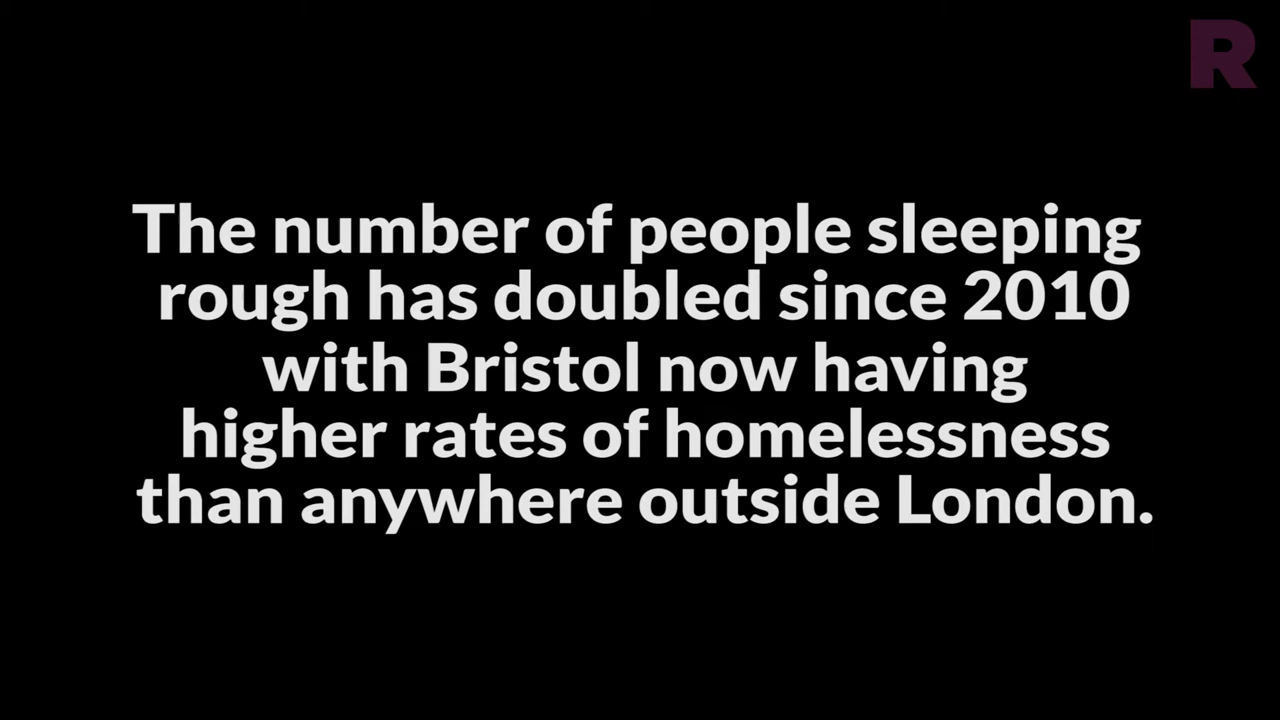 R
The number of people sleeping
rough has doubled since 2010
with Bristol now having
higher rates of homelessness
than anywhere outside London.